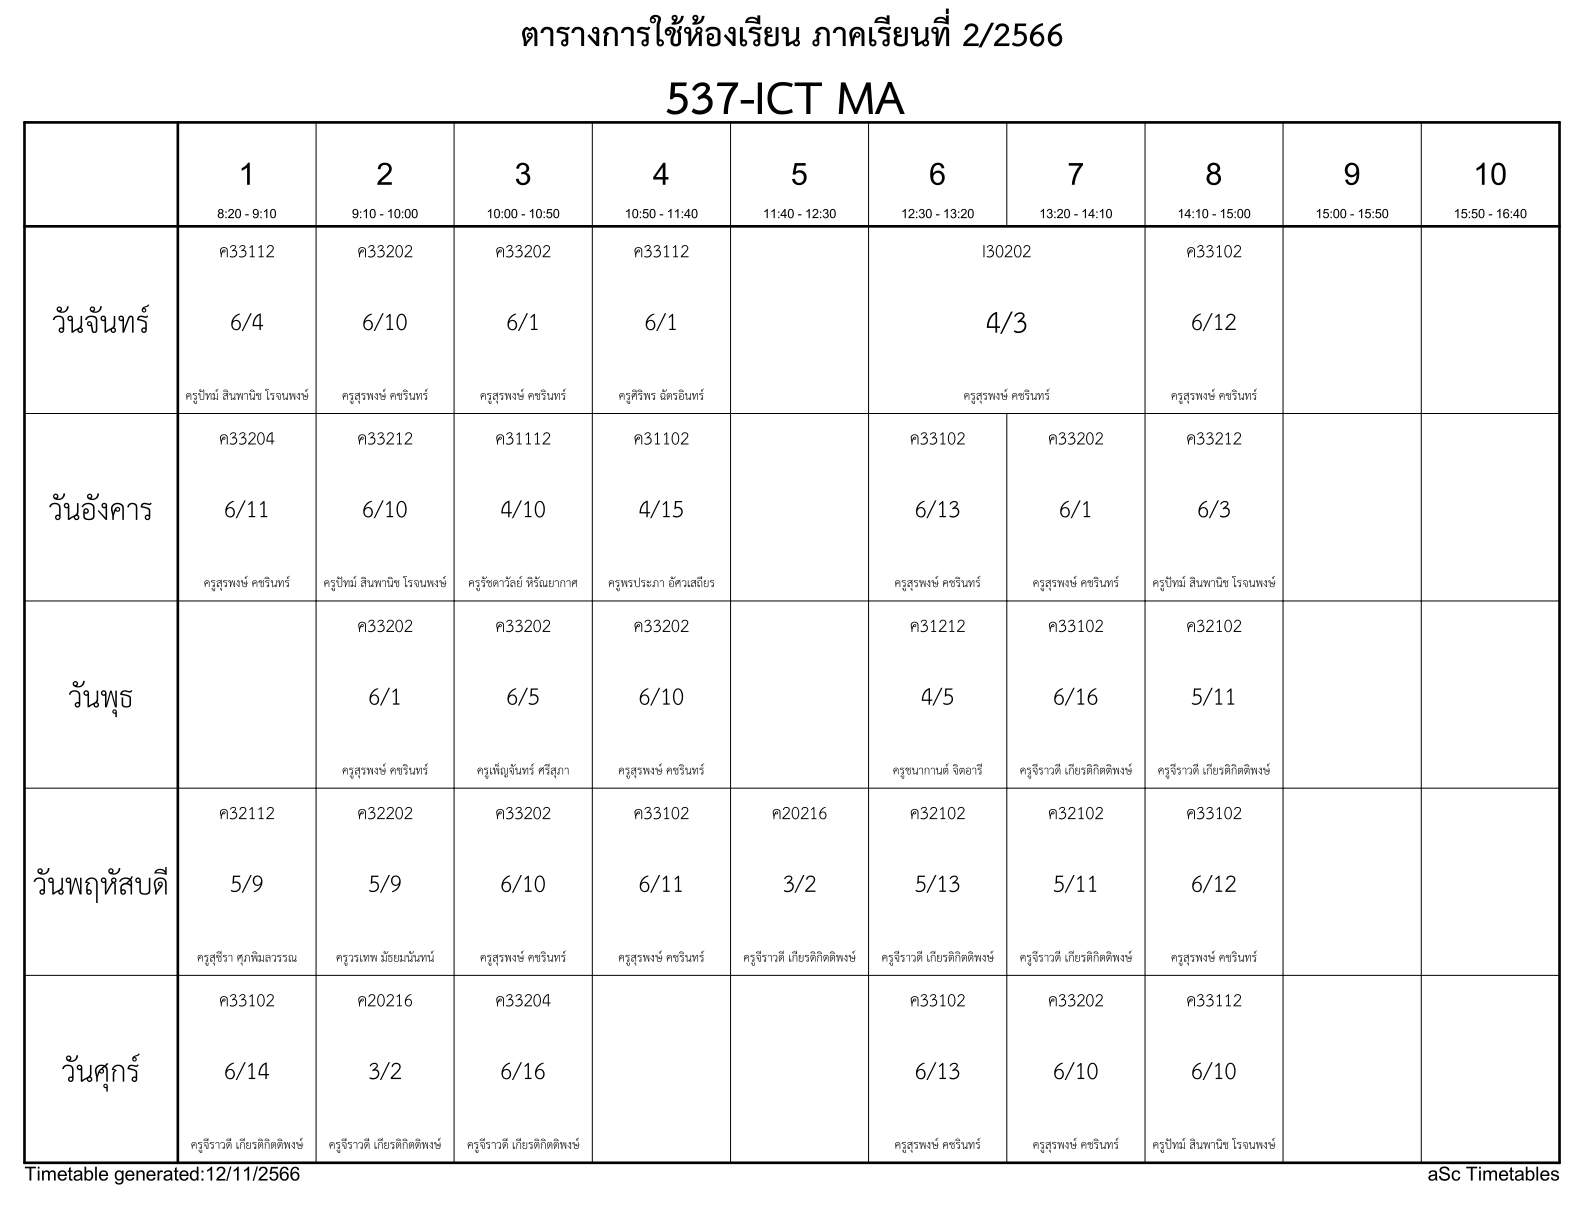 ตารางการใช้ห้องเรียน ภาคเรียนที่ 2/2566
537-ICT MA
1 2 3 4 5 6 7 8 9 10
8:20 - 9:10 9:10 - 10:00 10:00 - 10:50 10:50 - 11:40 11:40 - 12:30 12:30 - 13:20 13:20 - 14:10 14:10 - 15:00 15:00 - 15:50 15:50 - 16:40
ค33112 ค33202 ค33202 ค33112 I30202 ค33102
วันจันทร์ 6/4 6/10 6/1 6/1 4/3 6/12
ครูปัทม์ สินพานิช โรจนพงษ์ ครูสุรพงษ์ คชรินทร์ ครูสุรพงษ์ คชรินทร์ ครูศิริพร ฉัตรอินทร์ ครูสุรพงษ์ คชรินทร์ ครูสุรพงษ์ คชรินทร์
ค33204 ค33212 ค31112 ค31102 ค33102 ค33202 ค33212
วันอังคาร 6/11 6/10 4/10 4/15 6/13 6/1 6/3
ครูสุรพงษ์ คชรินทร์ ครูปัทม์ สินพานิช โรจนพงษ์ ครูรัชดาวัลย์ หิรัณยากาศ ครูพรประภา อัศวเสถียร ครูสุรพงษ์ คชรินทร์ ครูสุรพงษ์ คชรินทร์ ครูปัทม์ สินพานิช โรจนพงษ์
ค33202 ค33202 ค33202 ค31212 ค33102 ค32102
วันพุธ 6/1 6/5 6/10 4/5 6/16 5/11
ครูสุรพงษ์ คชรินทร์ ครูเพ็ญจันทร์ ศรีสุภา ครูสุรพงษ์ คชรินทร์ ครูชนากานต์ จิตอารี ครูจีราวดี เกียรติกิตติพงษ์ ครูจีราวดี เกียรติกิตติพงษ์
ค32112 ค32202 ค33202 ค33102 ค20216 ค32102 ค32102 ค33102
วันพฤหัสบดี 5/9 5/9 6/10 6/11 3/2 5/13 5/11 6/12
ครูสุชีรา ศุภพิมลวรรณ ครูวรเทพ มัธยมนันทน์ ครูสุรพงษ์ คชรินทร์ ครูสุรพงษ์ คชรินทร์ ครูจีราวดี เกียรติกิตติพงษ์ ครูจีราวดี เกียรติกิตติพงษ์ ครูจีราวดี เกียรติกิตติพงษ์ ครูสุรพงษ์ คชรินทร์
ค33102 ค20216 ค33204 ค33102 ค33202 ค33112
วันศุกร์ 6/14 3/2 6/16 6/13 6/10 6/10
ครูจีราวดี เกียรติกิตติพงษ์ ครูจีราวดี เกียรติกิตติพงษ์ ครูจีราวดี เกียรติกิตติพงษ์ ครูสุรพงษ์ คชรินทร์ ครูสุรพงษ์ คชรินทร์ ครูปัทม์ สินพานิช โรจนพงษ์
Timetable generated:12/11/2566 aSc Timetables